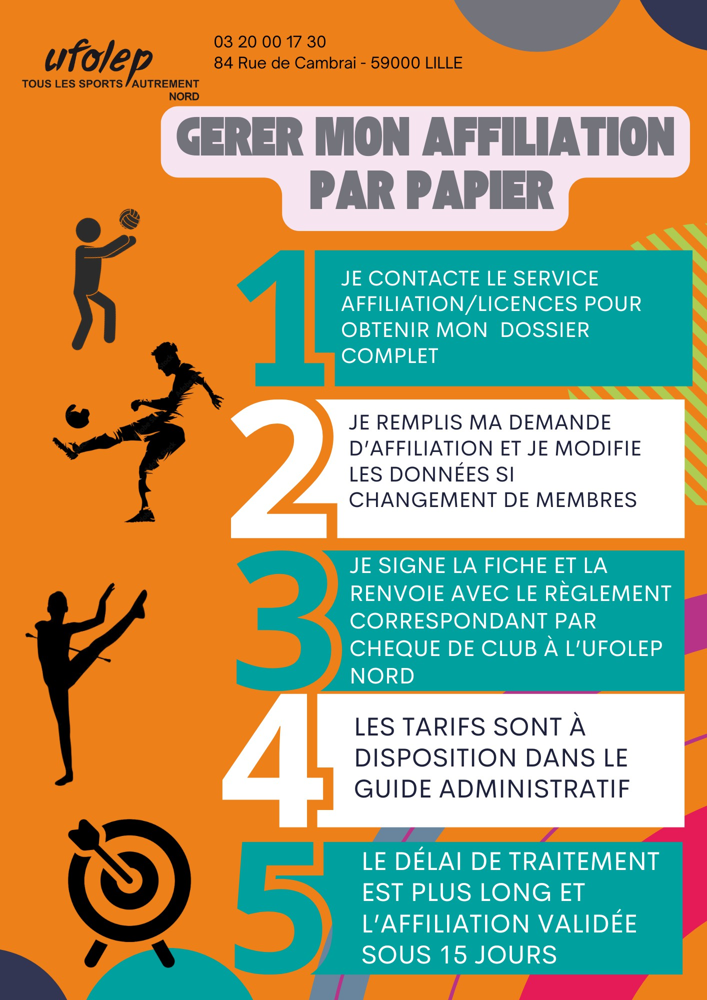 ufolep
TOUS LES SPORTS AUTREMENT
NORD
03 20 00 17 30
84 Rue de Cambrai - 59000 LILLE
GERER MON AFFILIATION
PAR PAPIER
1
JE CONTACTE LE SERVICE
AFFILIATION/LICENCES POUR
OBTENIR MON DOSSIER
COMPLET
2
JE REMPLIS MA DEMANDE
D'AFFILIATION ET JE MODIFIE
LES DONNÉES SI
CHANGEMENT DE MEMBRES
3
JE SIGNE LA FICHE ET LA
RENVOIE AVEC LE RÈGLEMENT
CORRESPONDANT PAR
CHEQUE DE CLUB À L'UFOLEP
NORD
4
LES TARIFS SONT À
DISPOSITION DANS LE
GUIDE ADMINISTRATIF
5
LE DÉLAI DE TRAITEMENT
EST PLUS LONG ET
L'AFFILIATION VALIDÉE
SOUS 15 JOURS